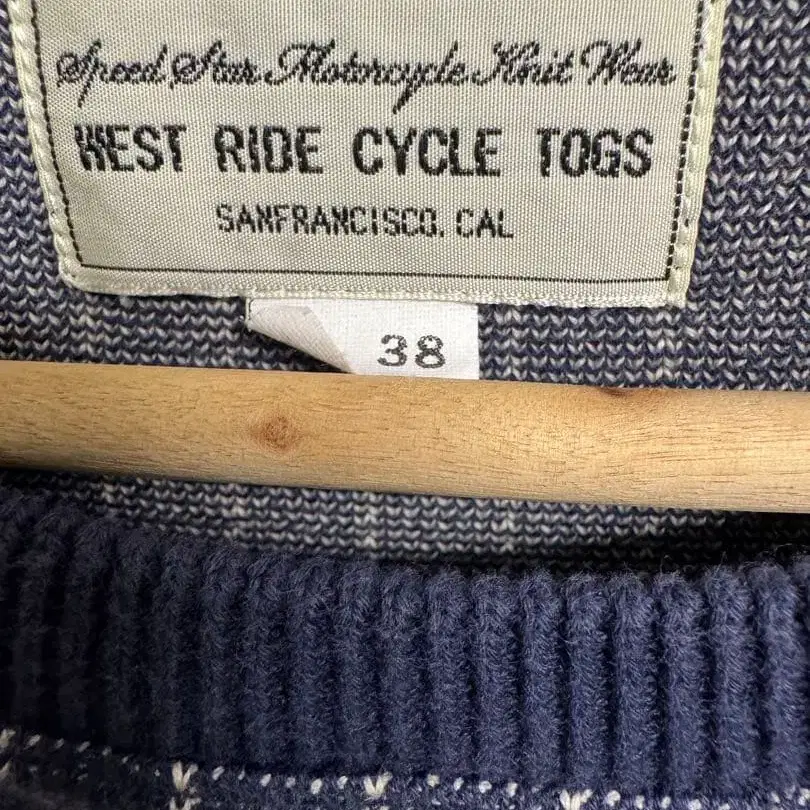 Speed Star Motorcycle Knit Wear
WEST RIDE CYCLE TOGS
SANFRANCISCO. CAL
38